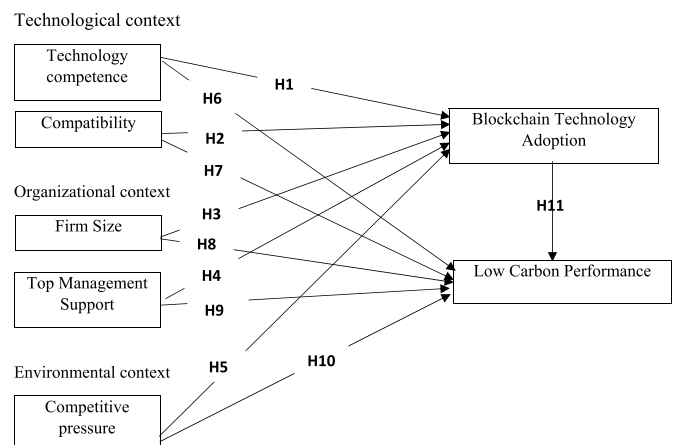 Technological context
Technology
competence
H1
H6
Compatibility
H2
Blockchain Technology
Adoption
H7
Organizational context
H3
Firm Size
H11
H8
Top Management
Support
H4
Low Carbon Performance
H9
Environmental context
H5
H10
Competitive
pressure